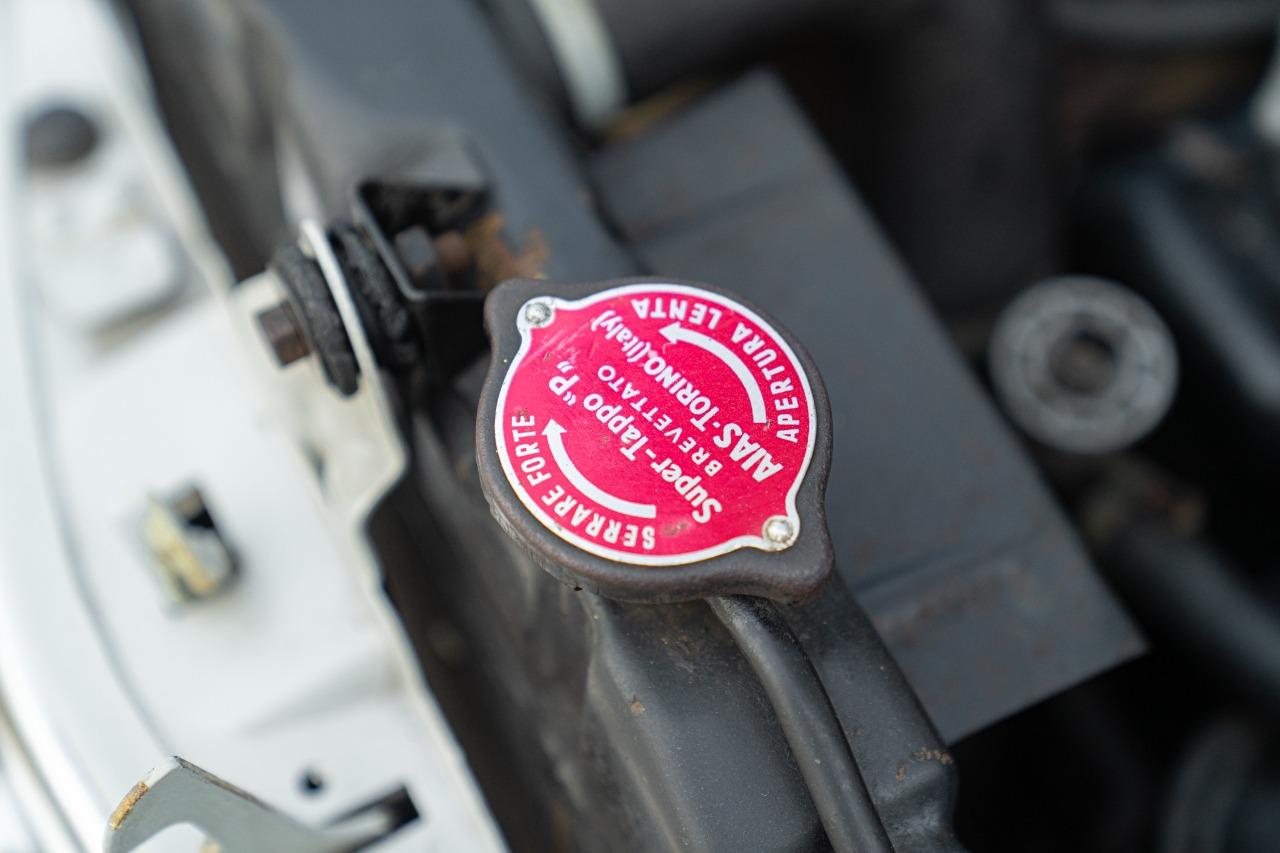 APERTURA LENTA
Super-Tappo "P"
BREVETTATO
AIAS-TORINO.(Italy)
SERRARE FORTE